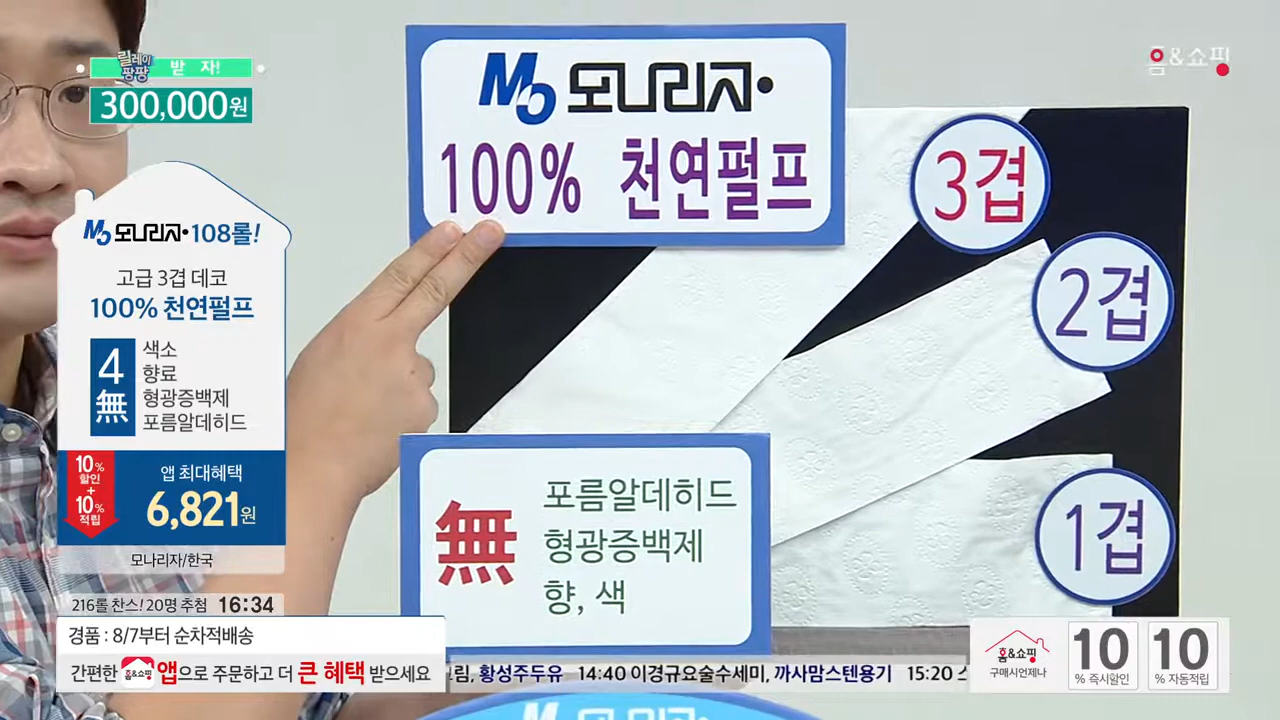 릴레이
팡팡
받 자!
300,000원
홈&쇼핑
Mo 모나리자
100% 천연펄프
3겹
2겹
1겹
無
포름알데히드
형광증백제
향, 색
Mo 모나리자 108롤!
고급 3겹 데코
100% 천연펄프
4
無
색소
향료
형광증백제
포름알데히드
10%
할인
+
10%
적립
앱 최대혜택
6,821원
모나리자/한국
216롤 찬스! 20명 추첨 16:34
경품 : 8/7부터 순차적배송
간편한 홈&쇼핑 앱으로 주문하고 더 큰 혜택 받으세요
림, 황성주두유 14:40 이경규요술수세미, 까사맘스텐용기 15:20
홈&쇼핑
구매시언제나
10
% 즉시할인
10
% 자동적립
Mo 모나리자